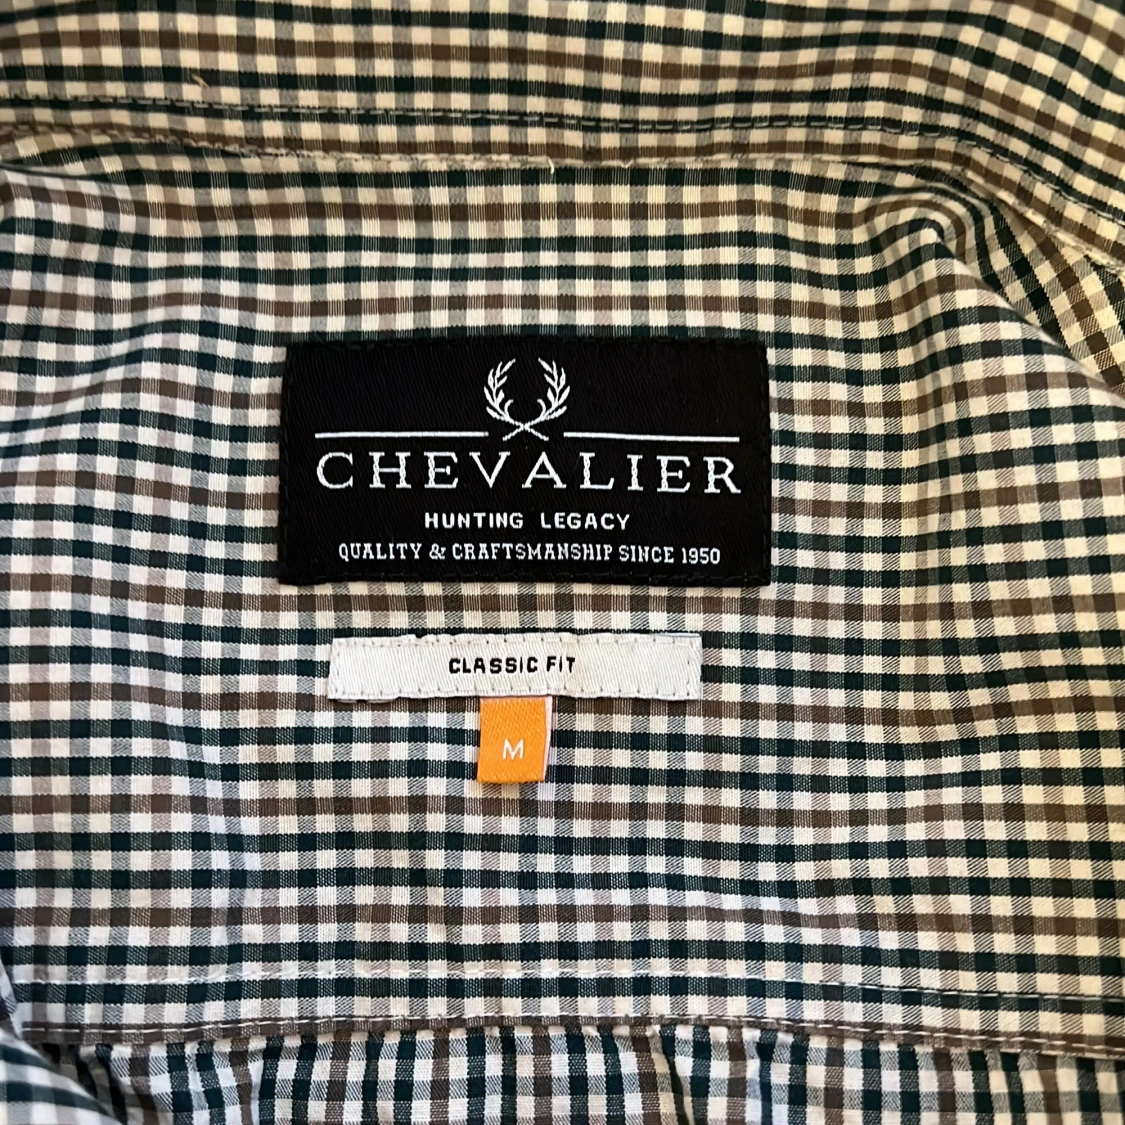 CHEVALIER
HUNTING LEGACY
QUALITY & CRAFTSMANSHIP SINCE 1950
CLASSIC FIT
M